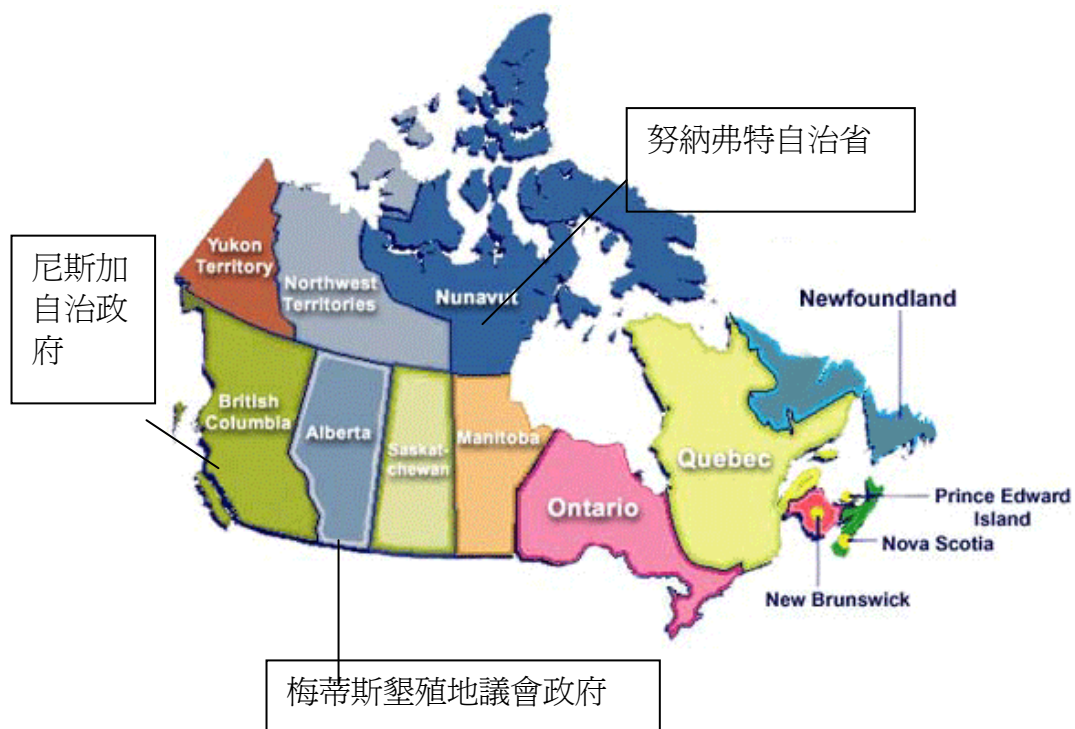 努納弗特自治省
尼斯加
自治政
府
Yukon
Territory
Northwest
Territories
Nunavut
Newfoundland
British
Columbia
Alberta
Saskat-
chewan
Manitoba
Ontario
Quebec
Prince Edward
Island
Nova Scotia
New Brunswick
梅蒂斯墾殖地議會政府